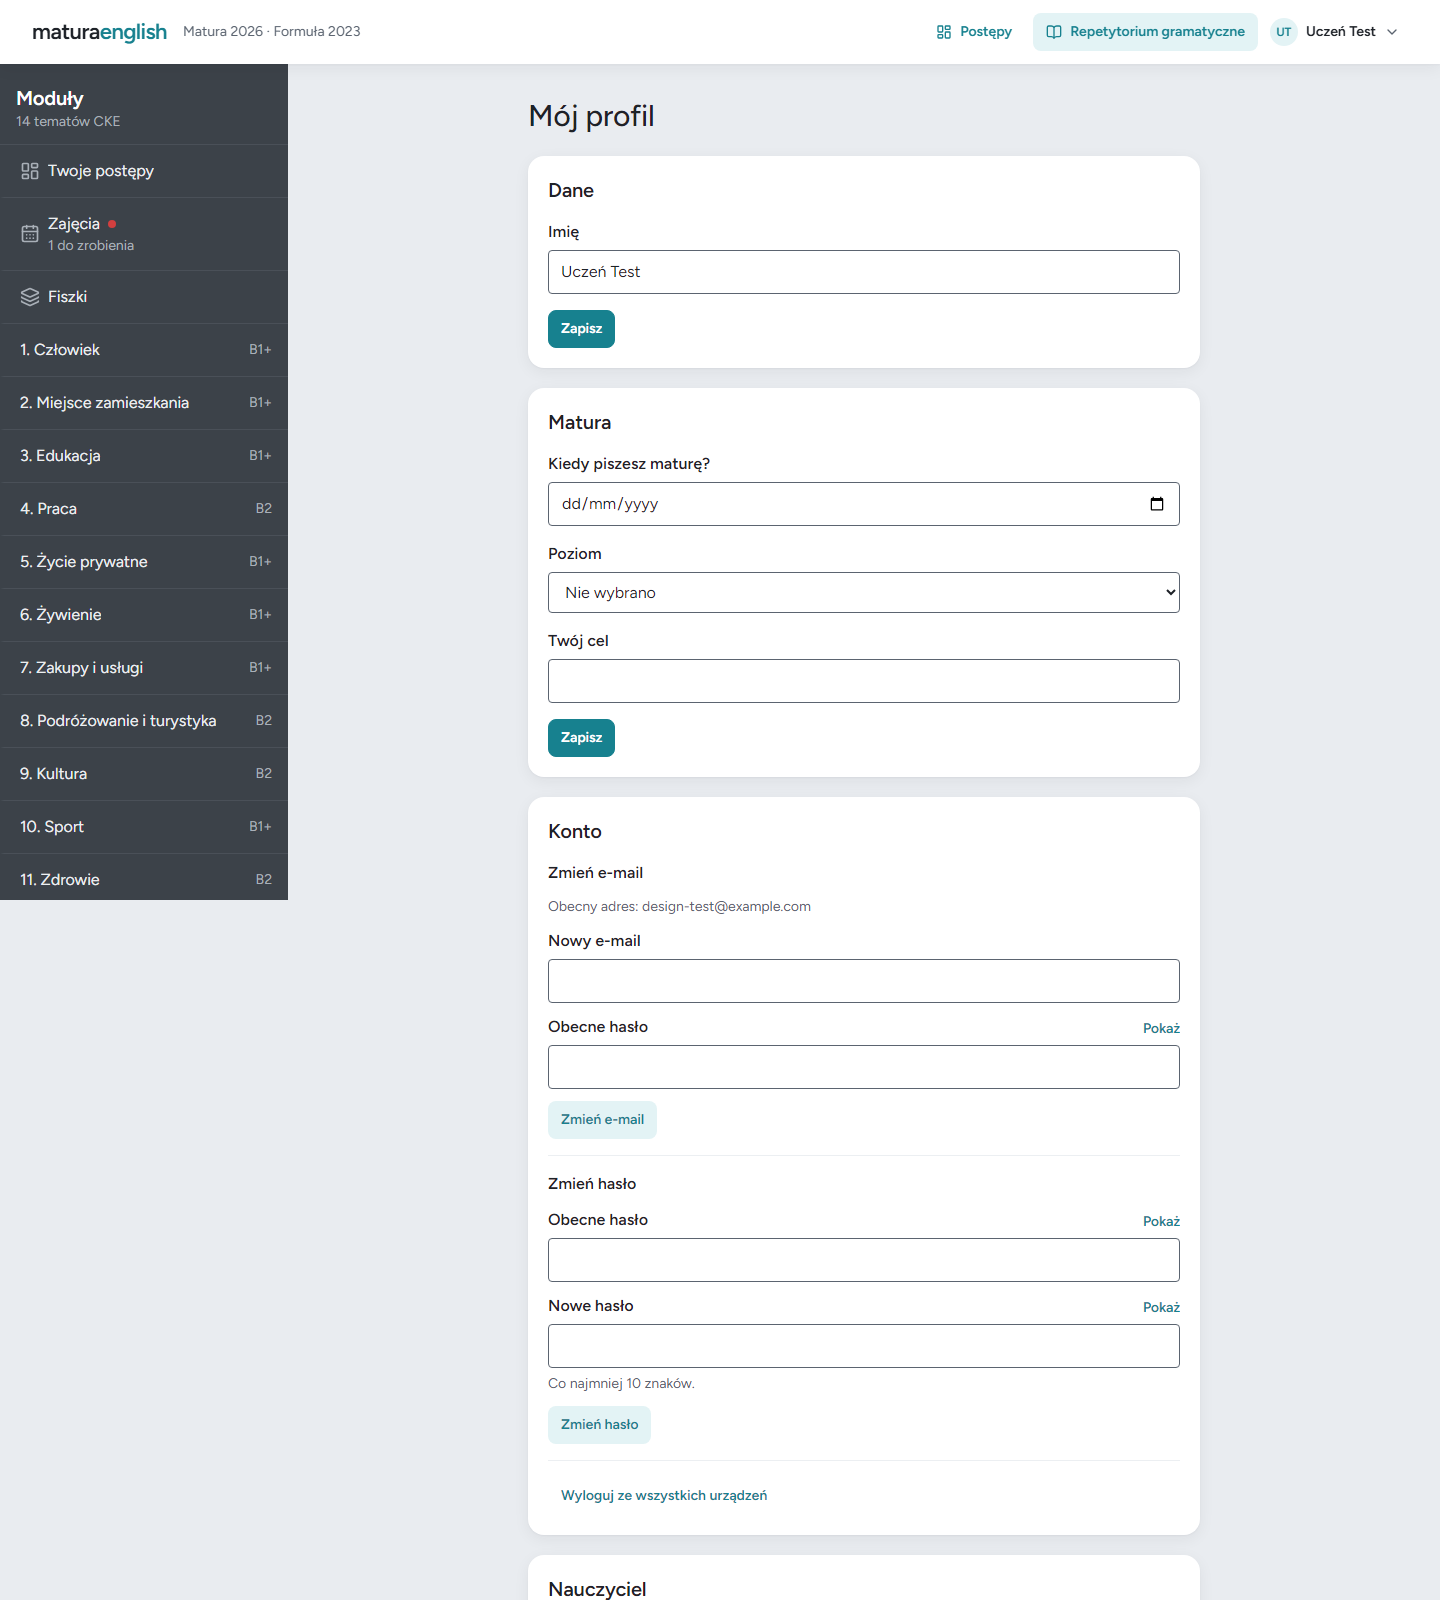 maturaenglish Matura 2026 · Formuła 2023
Postępy
Repetytorium gramatyczne
UT Uczeń Test
Moduły
14 tematów CKE
Twoje postępy
Zajęcia
1 do zrobienia
Fiszki
1. Człowiek B1+
2. Miejsce zamieszkania B1+
3. Edukacja B1+
4. Praca B2
5. Życie prywatne B1+
6. Żywienie B1+
7. Zakupy i usługi B1+
8. Podróżowanie i turystyka B2
9. Kultura B2
10. Sport B1+
11. Zdrowie B2
Mój profil
Dane
Imię
Uczeń Test
Zapisz
Matura
Kiedy piszesz maturę?
dd/mm/yyyy
Poziom
Nie wybrano
Twój cel
Zapisz
Konto
Zmień e-mail
Obecny adres: design-test@example.com
Nowy e-mail
Obecne hasło Pokaż
Zmień e-mail
Zmień hasło
Obecne hasło Pokaż
Nowe hasło Pokaż
Co najmniej 10 znaków.
Zmień hasło
Wyloguj ze wszystkich urządzeń
Nauczyciel